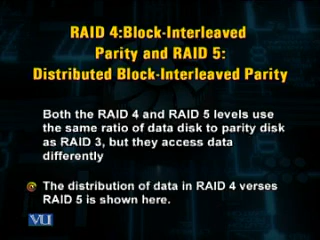 RAID 4:Block-Interleaved
Parity and RAID 5:
Distributed Block-Interleaved Parity
Both the RAID 4 and RAID 5 levels use
the same ratio of data disk to parity disk
as RAID 3, but they access data
differently
The distribution of data in RAID 4 verses
RAID 5 is shown here.
VU